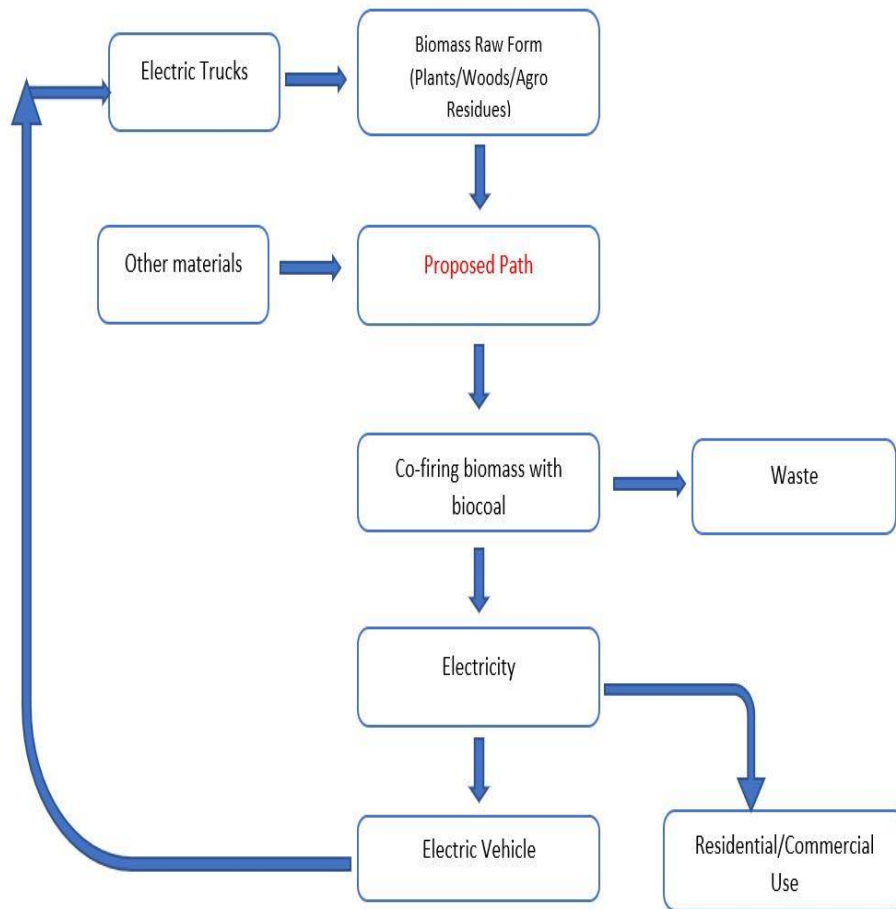 Electric Trucks
Biomass Raw Form
(Plants/Woods/Agro
Residues)
Other materials
Proposed Path
Co-firing biomass with
biocoal
Waste
Electricity
Electric Vehicle
Residential/Commercial
Use